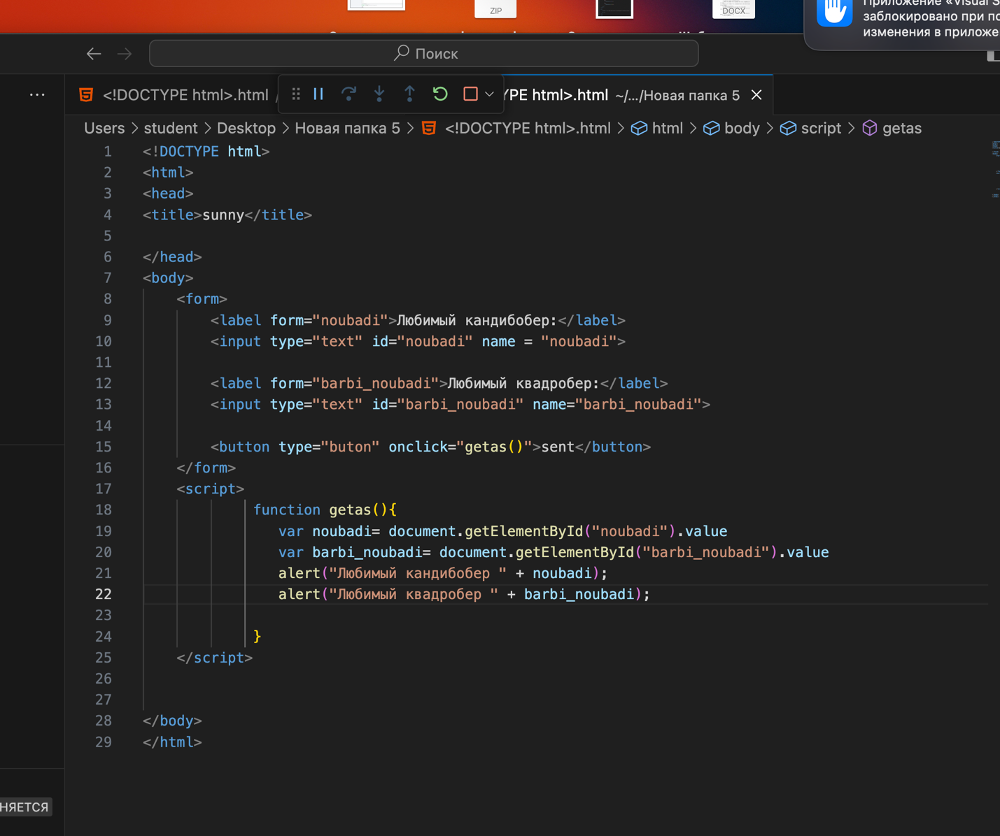 ZIP
DOCX
Приложение «Visual S
заблокировано при по
изменения в приложе
Поиск
<!DOCTYPE html>.html
YPE html>.html ~/.../Новая папка 5
Users > student > Desktop > Новая папка 5 > <!DOCTYPE html>.html > html > body > script > getas
1 <!DOCTYPE html>
2 <html>
3 <head>
4 <title>sunny</title>
5
6 </head>
7 <body>
8 <form>
9 <label form="noubadi">Любимый кандибобер:</label>
10 <input type="text" id="noubadi" name = "noubadi">
11
12 <label form="barbi_noubadi">Любимый квадробер:</label>
13 <input type="text" id="barbi_noubadi" name="barbi_noubadi">
14
15 <button type="buton" onclick="getas()">sent</button>
16 </form>
17 <script>
18 function getas(){
19 var noubadi= document.getElementById("noubadi").value
20 var barbi_noubadi= document.getElementById("barbi_noubadi").value
21 alert("Любимый кандибобер " + noubadi);
22 alert("Любимый квадробер " + barbi_noubadi);
23
24 }
25 </script>
26
27
28 </body>
29 </html>
НЯЕТСЯ